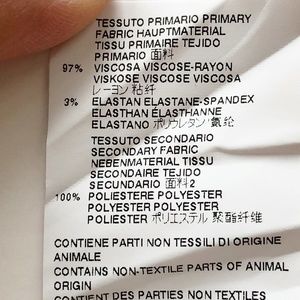 TESSUTO PRIMARIO PRIMARY
FABRIC HAUPTMATERIAL
TISSU PRIMAIRE TEJIDO
PRIMARIO 面料
97% VISCOSA VISCOSE-RAYON
VISKOSE VISCOSE VISCOSA
レーヨン 粘纤
3% ELASTAN ELASTANE-SPANDEX
ELASTHAN ÉLASTHANNE
ELASTANO ポリウレタン 氨纶
TESSUTO SECONDARIO
SECONDARY FABRIC
NEBENMATERIAL TISSU
SECONDAIRE TEJIDO
SECUNDARIO 面料2
100% POLIESTERE POLYESTER
POLYESTER POLYESTER
POLIESTER ポリエステル 聚酯纤维
CONTIENE PARTI NON TESSILI DI ORIGINE
ANIMALE
CONTAINS NON-TEXTILE PARTS OF ANIMAL
ORIGIN
CONTIENT DES PARTIES NON TEXTILES